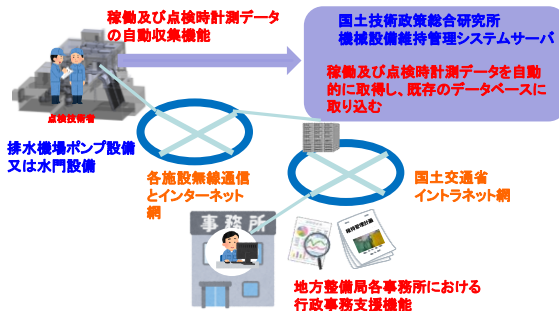 稼働及び点検時計測データ
の自動収集機能
国土技術政策総合研究所
機械設備維持管理システムサーバ
稼働及び点検時計測データを自動
的に取得し、既存のデータベースに
取り込む
点検技術者
排水機場ポンプ設備
又は水門設備
各施設無線通信
とインターネット
網
国土交通省
イントラネット網
事務所
維持管理計画
地方整備局各事務所における
行政事務支援機能